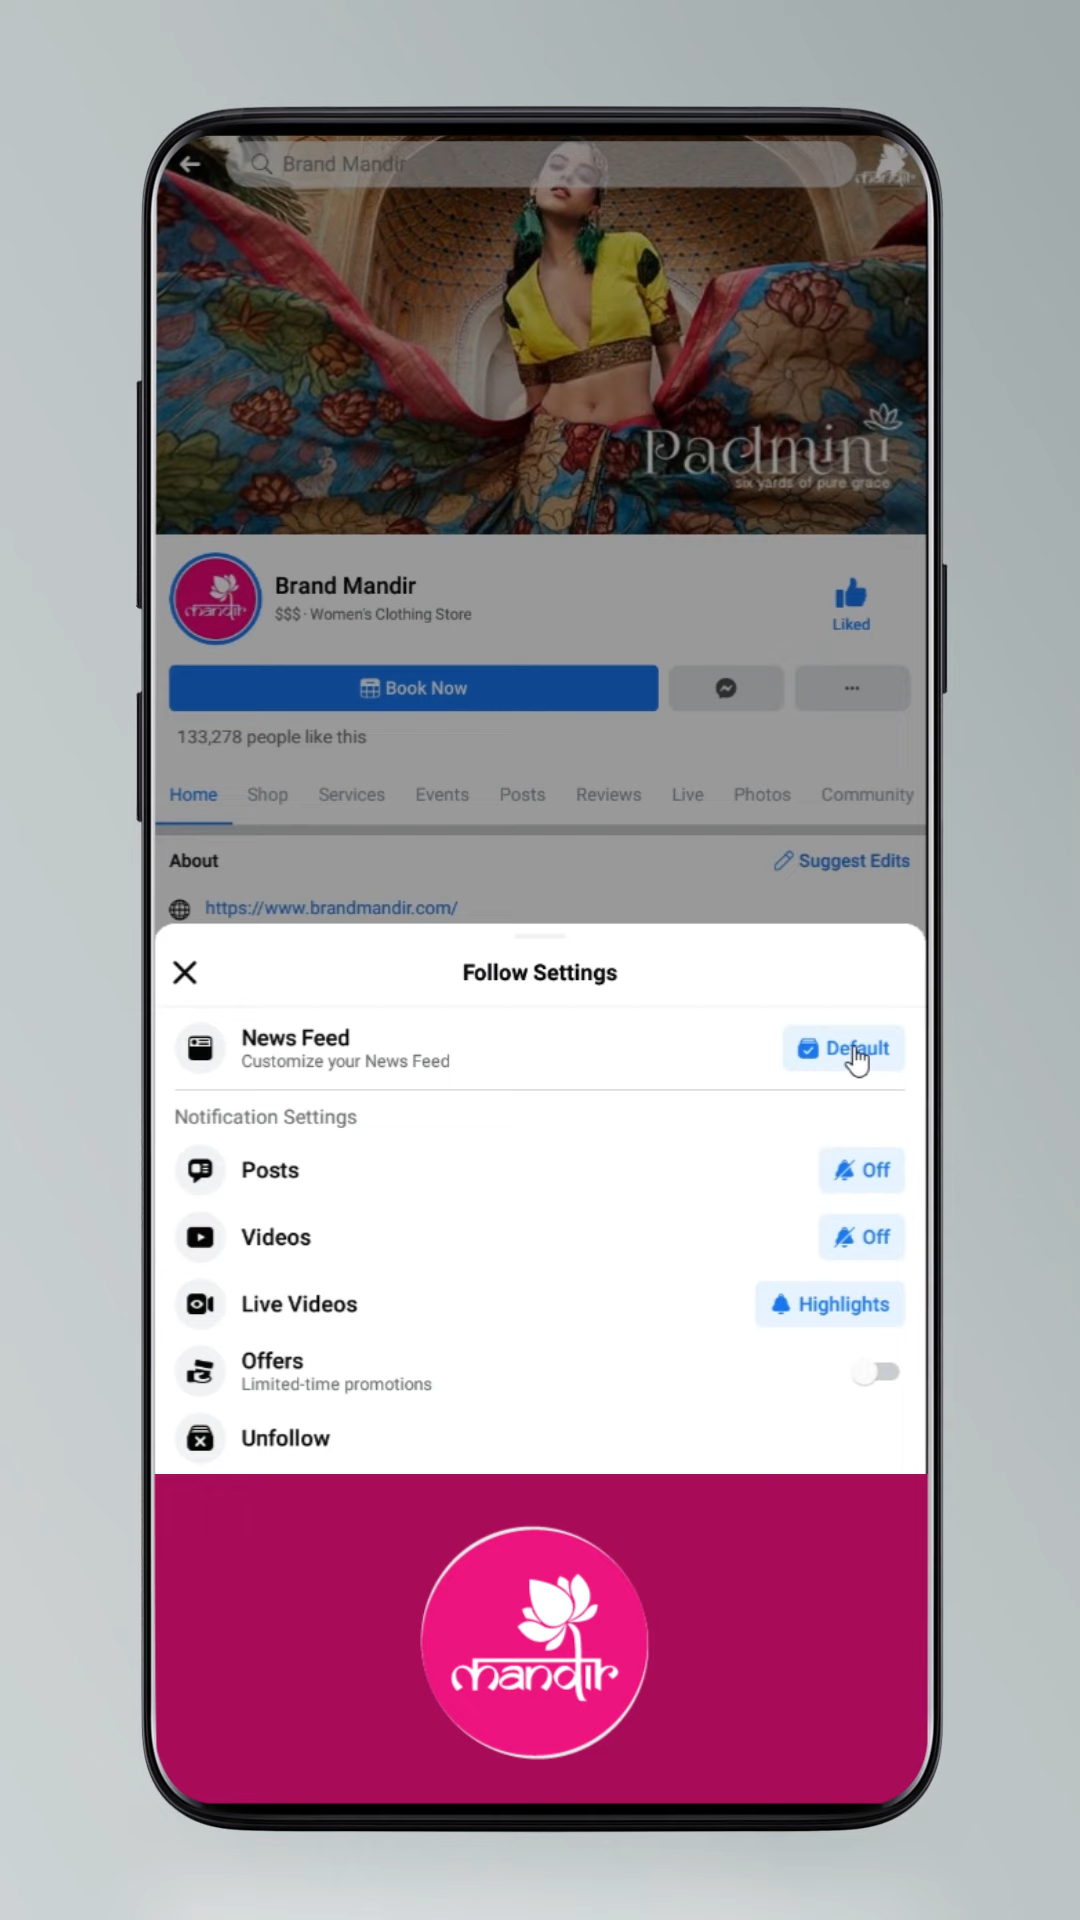 Brand Mandir
mandir
Padmini
six yards of pure grace
mandir
Brand Mandir
$$$ · Women's Clothing Store
Liked
Book Now
133,278 people like this
Home Shop Services Events Posts Reviews Live Photos Community
About
Suggest Edits
https://www.brandmandir.com/
Follow Settings
News Feed
Customize your News Feed
Default
Notification Settings
Posts
Off
Videos
Off
Live Videos
Highlights
Offers
Limited-time promotions
Unfollow
mandir